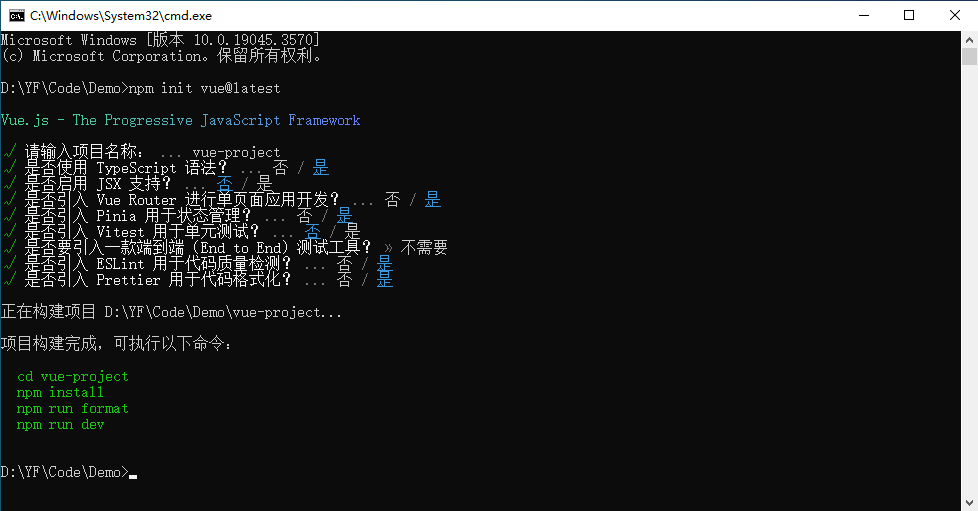 C:\Windows\System32\cmd.exe
Microsoft Windows [版本 10.0.19045.3570]
(c) Microsoft Corporation。保留所有权利。
D:\YF\Code\Demo>npm init vue@latest
Vue.js - The Progressive JavaScript Framework
√ 请输入项目名称： ... vue-project
√ 是否使用 TypeScript 语法？ ... 否 / 是
√ 是否启用 JSX 支持？ ... 否 / 是
√ 是否引入 Vue Router 进行单页面应用开发？ ... 否 / 是
√ 是否引入 Pinia 用于状态管理？ ... 否 / 是
√ 是否引入 Vitest 用于单元测试？ ... 否 / 是
√ 是否要引入一款端到端（End to End）测试工具？ » 不需要
√ 是否引入 ESLint 用于代码质量检测？ ... 否 / 是
√ 是否引入 Prettier 用于代码格式化？ ... 否 / 是
正在构建项目 D:\YF\Code\Demo\vue-project...
项目构建完成，可执行以下命令：
cd vue-project
npm install
npm run format
npm run dev
D:\YF\Code\Demo>